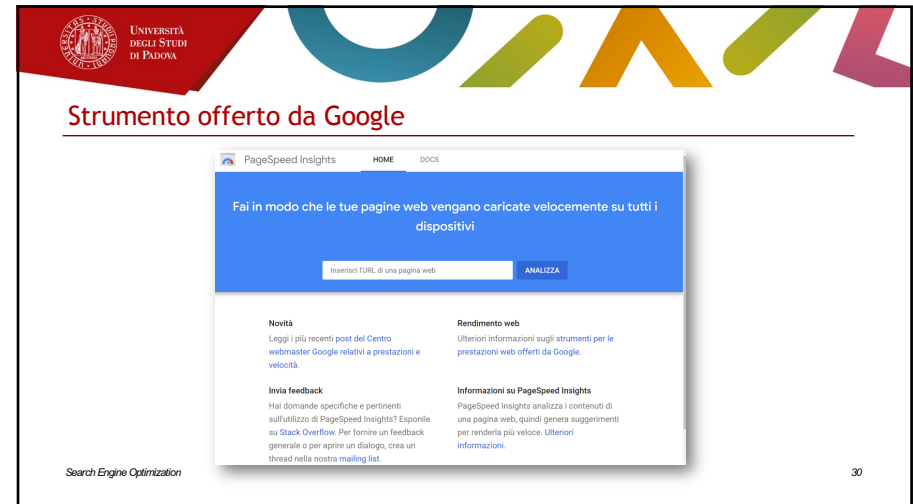 UNIVERSITÀ
DEGLI STUDI
DI PADOVA
Strumento offerto da Google
PageSpeed Insights HOME DOCS
Fai in modo che le tue pagine web vengano caricate velocemente su tutti i
dispositivi
Inserisci l'URL di una pagina web ANALIZZA
Novità
Leggi i più recenti post del Centro
webmaster Google relativi a prestazioni e
velocità.
Rendimento web
Ulteriori informazioni sugli strumenti per le
prestazioni web offerti da Google.
Invia feedback
Hai domande specifiche e pertinenti
sull'utilizzo di PageSpeed Insights? Esponile
su Stack Overflow. Per fornire un feedback
generale o per aprire un dialogo, crea un
thread nella nostra mailing list.
Informazioni su PageSpeed Insights
PageSpeed Insights analizza i contenuti di
una pagina web, quindi genera suggerimenti
per renderla più veloce. Ulteriori
informazioni.
Search Engine Optimization 30